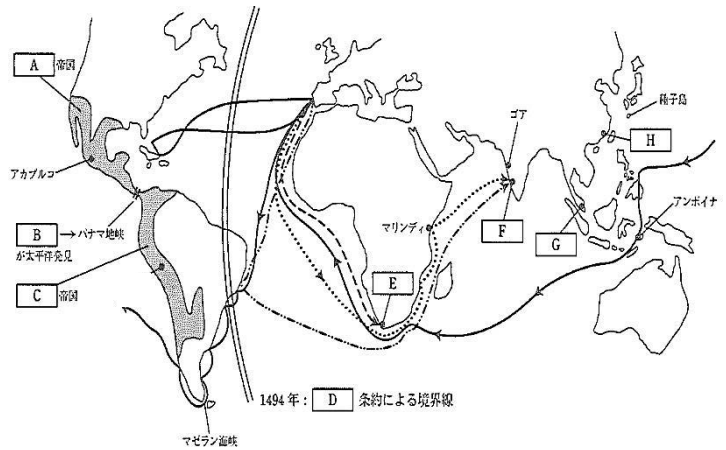 A 帝国
ゴア
種子島
H
アカプルコ
アンボイナ
B →パナマ地峡
が太平洋発見
マリンディ
F
G
C 帝国
E
1494年: D 条約による境界線
マゼラン海峡